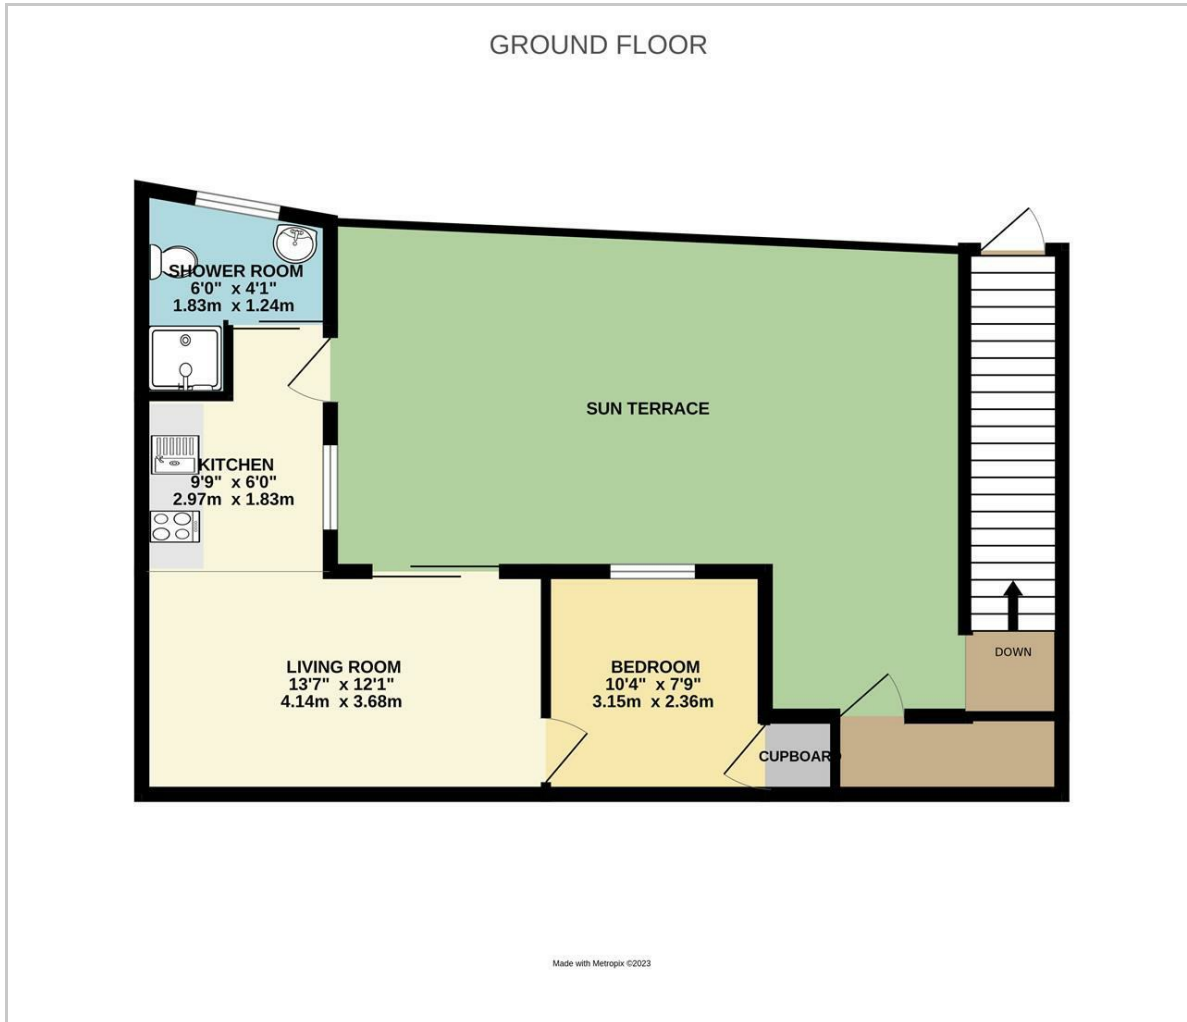 GROUND FLOOR
SHOWER ROOM
6'0" x 4'1"
1.83m x 1.24m
SUN TERRACE
KITCHEN
9'9" x 6'0"
2.97m x 1.83m
LIVING ROOM
13'7" x 12'1"
4.14m x 3.68m
BEDROOM
10'4" x 7'9"
3.15m x 2.36m
DOWN
CUPBOARD
Made with Metropix ©2023